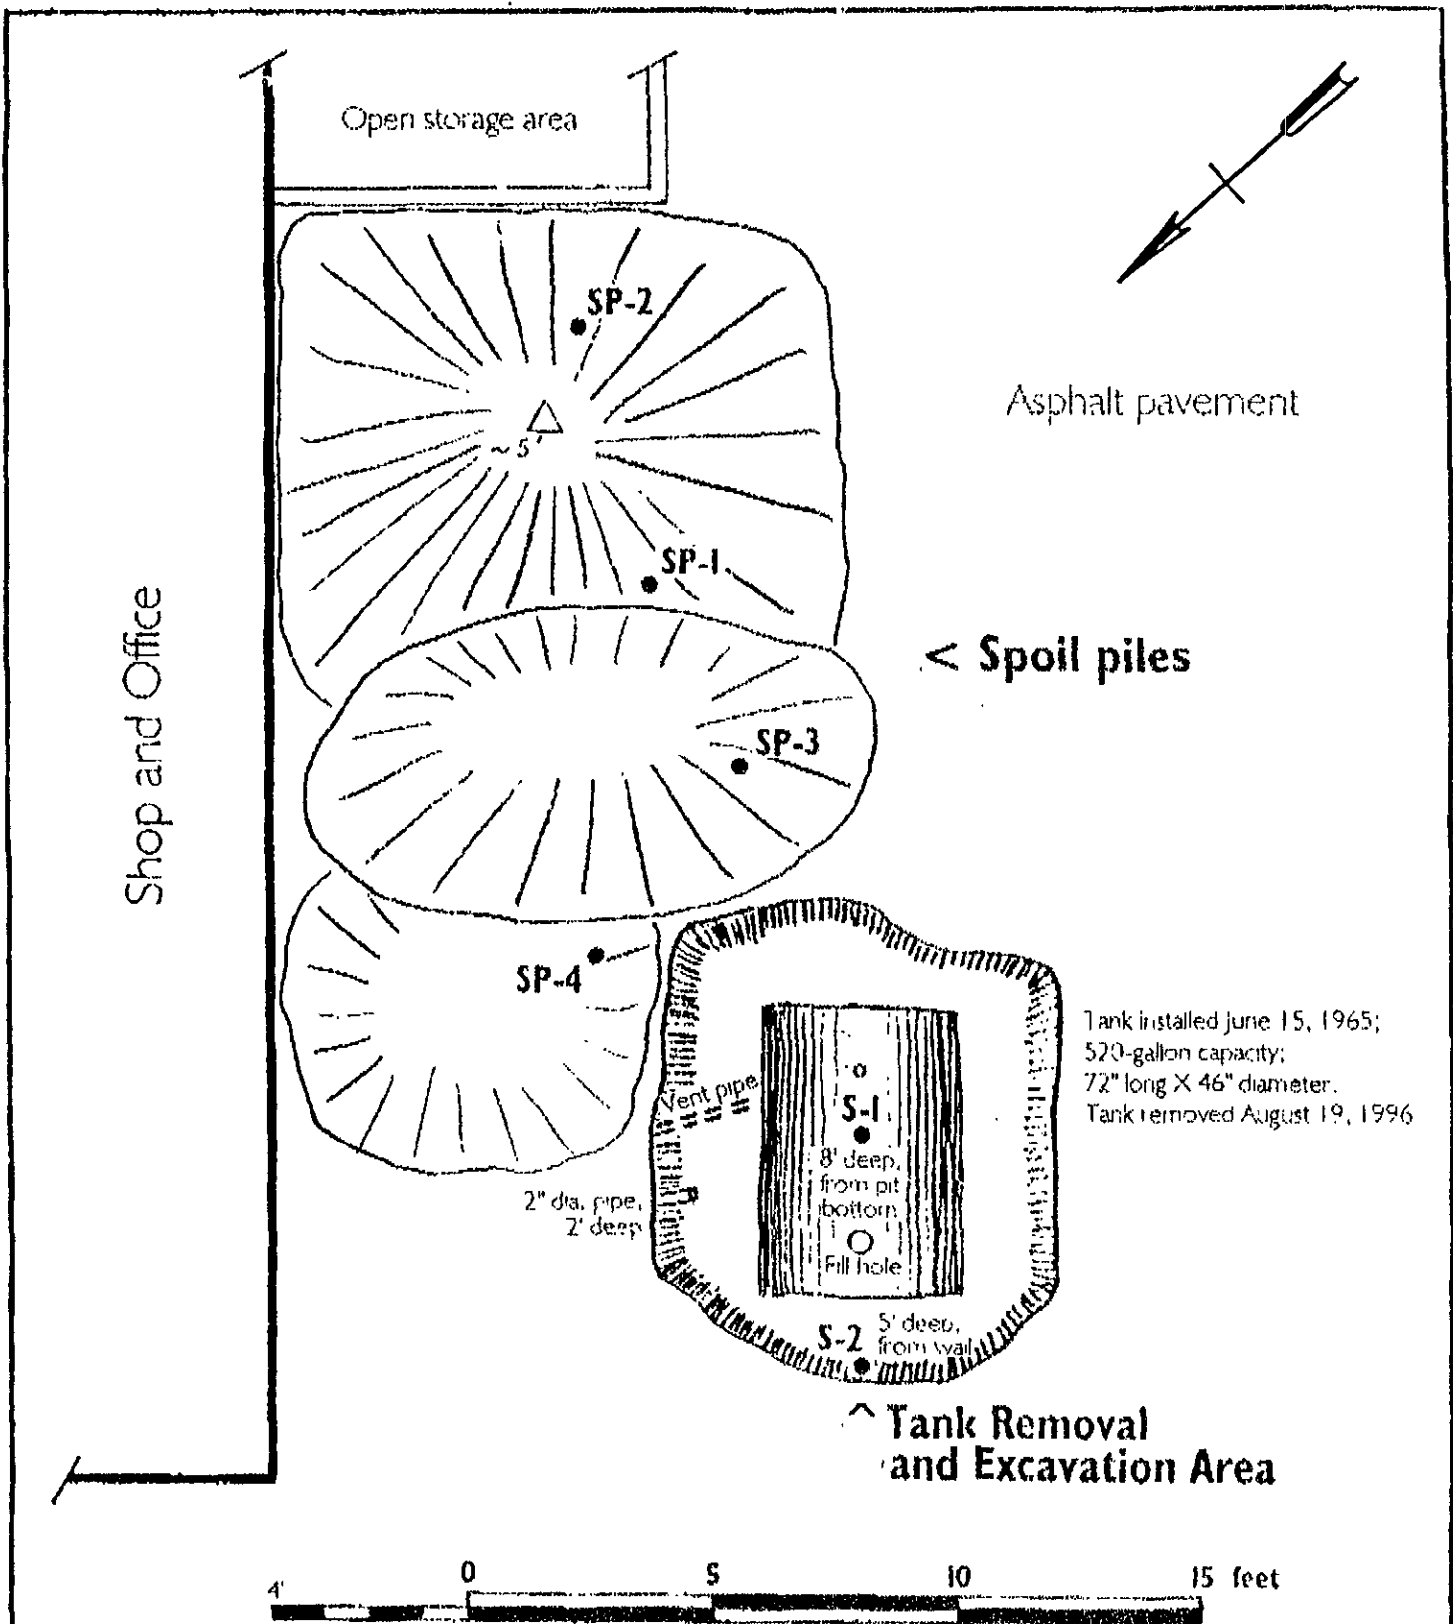 Open storage area
SP-2
Asphalt pavement
~ 5'
SP-1
Shop and Office
< Spoil piles
SP-3
SP-4
Tank installed June 15, 1965;
520-gallon capacity;
72" long X 46" diameter.
Tank removed August 19, 1996
Vent pipe
S-1
8' deep,
from pit
bottom
2" dia. pipe,
2' deep
Fill hole
S-2
5' deep,
from wall
^ Tank Removal
and Excavation Area
4' 0 5 10 15 feet